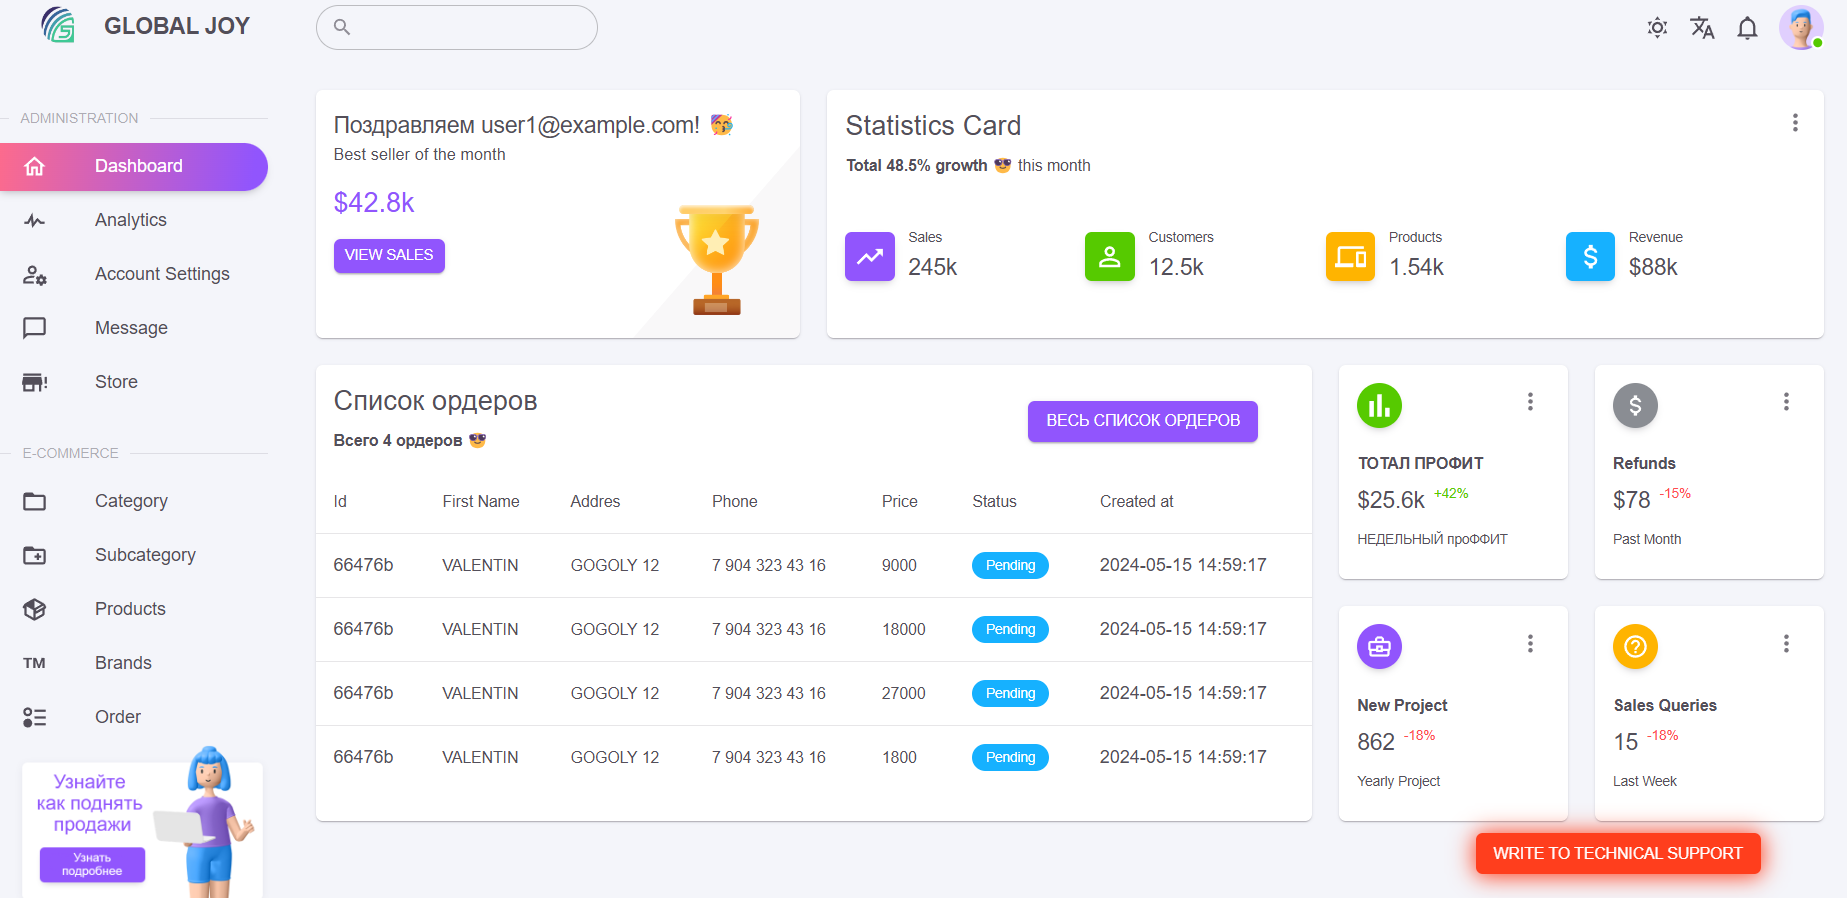 GLOBAL JOY
ADMINISTRATION
Dashboard
Analytics
Account Settings
Message
Store
E-COMMERCE
Category
Subcategory
Products
TM Brands
Order
Узнайте
как поднять
продажи
Узнать
подробнее
Поздравляем user1@example.com! 🥳
Best seller of the month
$42.8k
VIEW SALES
Statistics Card
Total 48.5% growth 😎 this month
Sales
245k
Customers
12.5k
Products
1.54k
Revenue
$88k
Список ордеров
Всего 4 ордеров 😎
ВЕСЬ СПИСОК ОРДЕРОВ
Id First Name Addres Phone Price Status Created at
66476b VALENTIN GOGOLY 12 7 904 323 43 16 9000 Pending 2024-05-15 14:59:17
66476b VALENTIN GOGOLY 12 7 904 323 43 16 18000 Pending 2024-05-15 14:59:17
66476b VALENTIN GOGOLY 12 7 904 323 43 16 27000 Pending 2024-05-15 14:59:17
66476b VALENTIN GOGOLY 12 7 904 323 43 16 1800 Pending 2024-05-15 14:59:17
ТОТАЛ ПРОФИТ
$25.6k +42%
НЕДЕЛЬНЫЙ проФФИТ
Refunds
$78 -15%
Past Month
New Project
862 -18%
Yearly Project
Sales Queries
15 -18%
Last Week
WRITE TO TECHNICAL SUPPORT